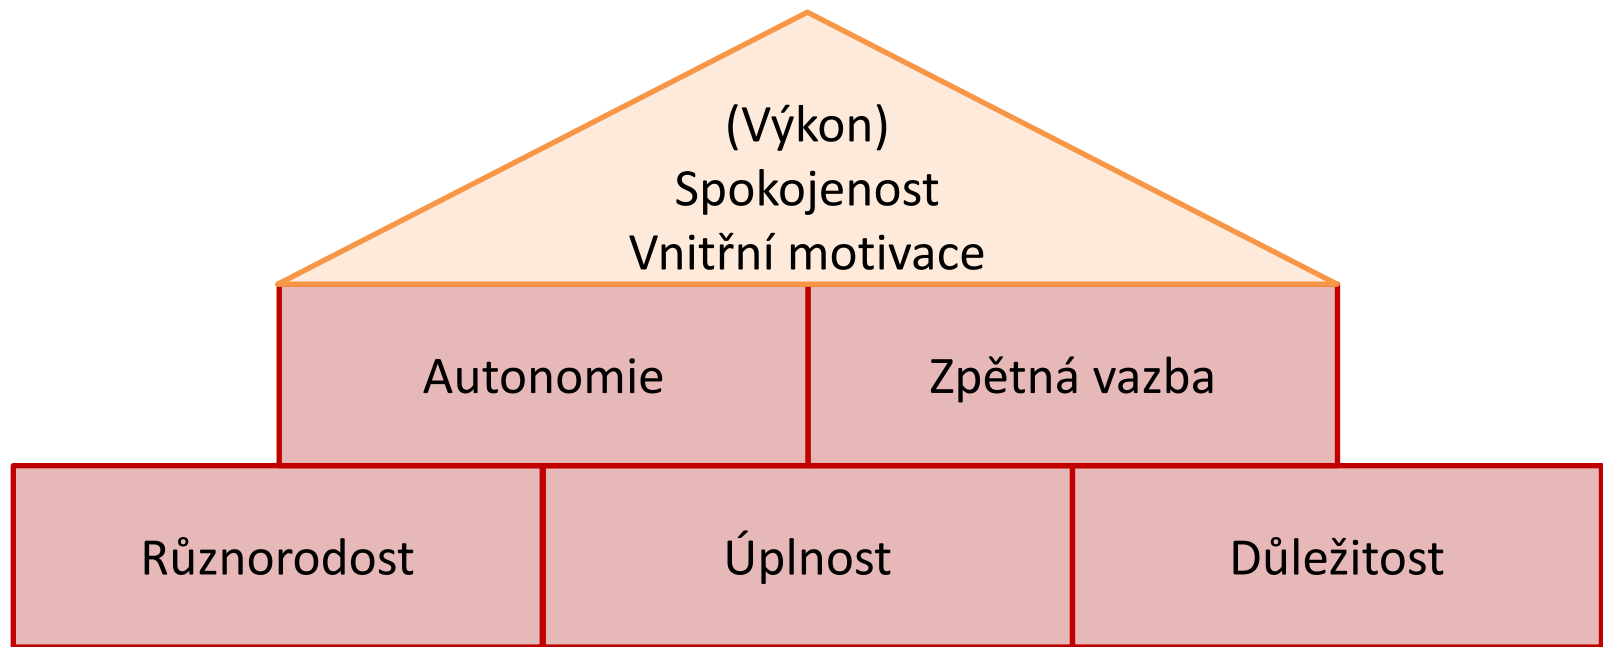 (Výkon)
Spokojenost
Vnitřní motivace
Autonomie
Zpětná vazba
Různorodost
Úplnost
Důležitost